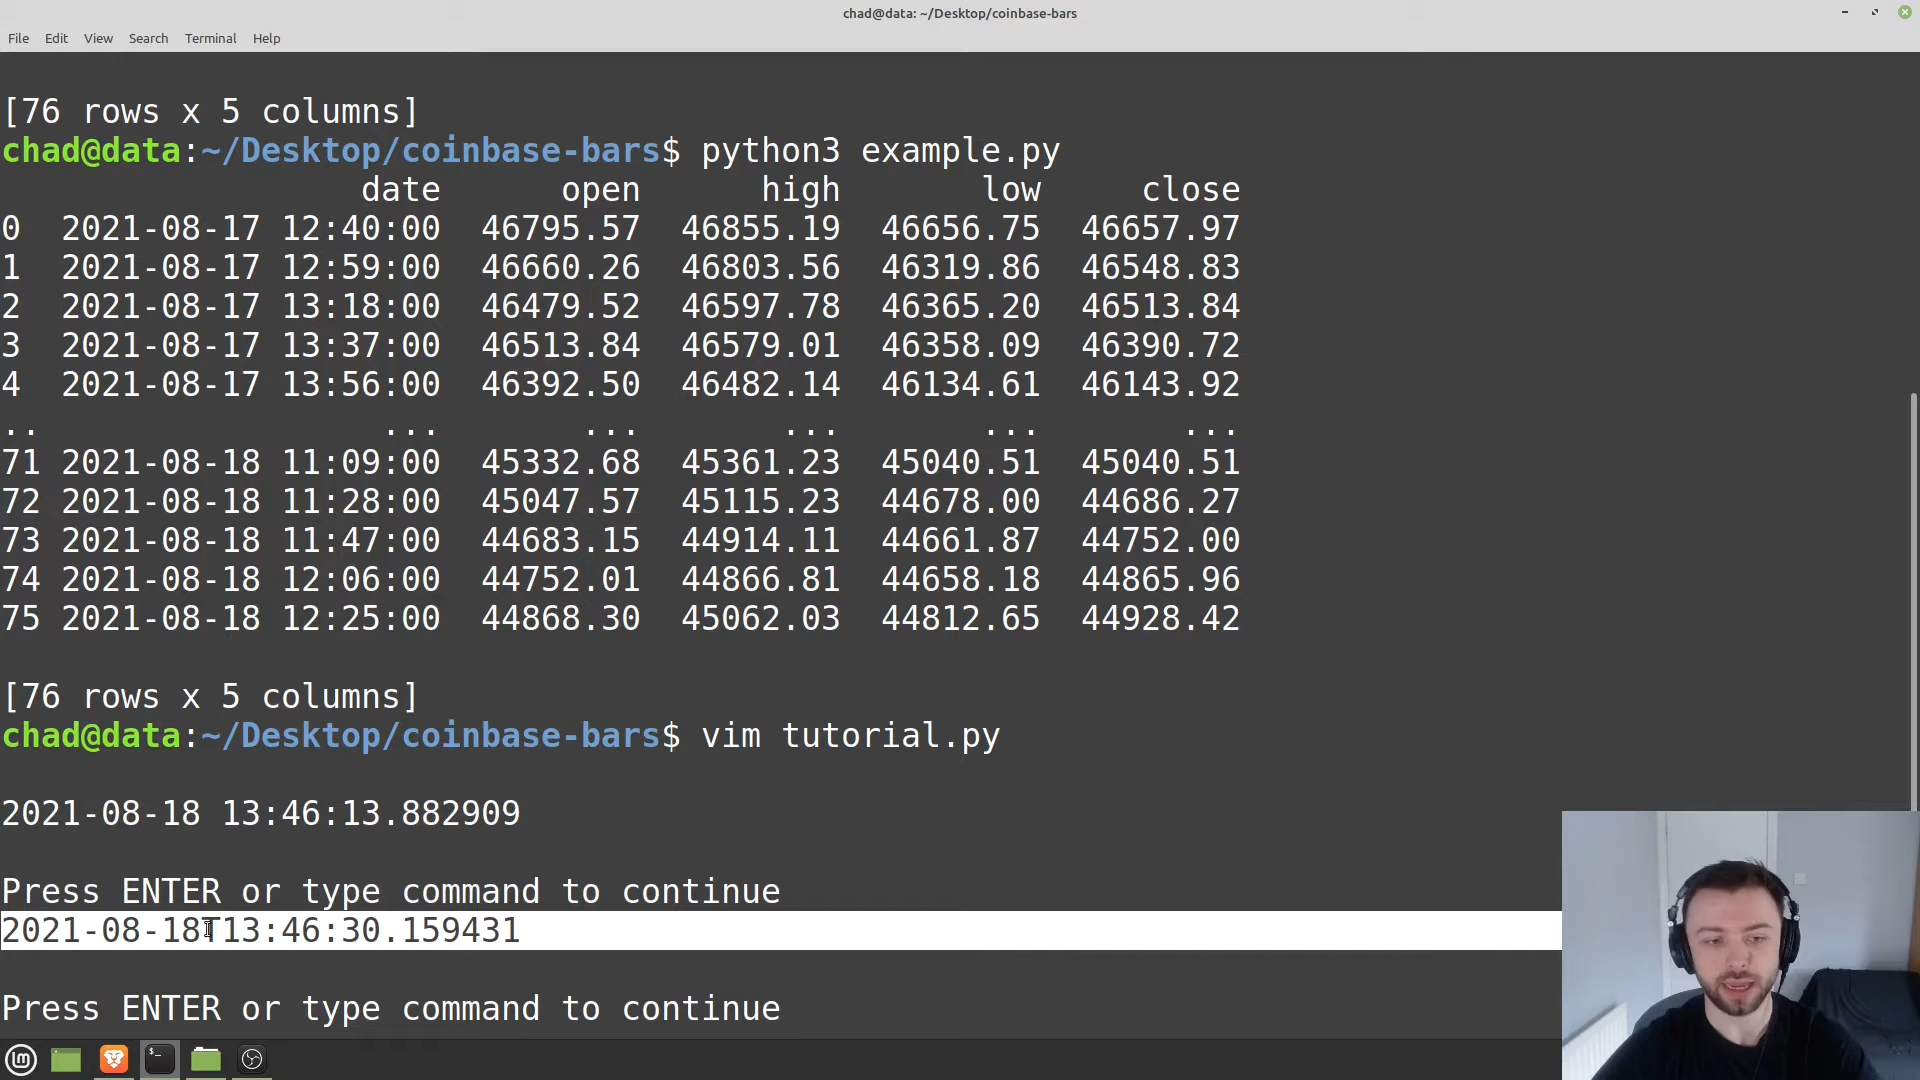 chad@data: ~/Desktop/coinbase-bars
File Edit View Search Terminal Help
[76 rows x 5 columns]
chad@data:~/Desktop/coinbase-bars$ python3 example.py
date open high low close
0 2021-08-17 12:40:00 46795.57 46855.19 46656.75 46657.97
1 2021-08-17 12:59:00 46660.26 46803.56 46319.86 46548.83
2 2021-08-17 13:18:00 46479.52 46597.78 46365.20 46513.84
3 2021-08-17 13:37:00 46513.84 46579.01 46358.09 46390.72
4 2021-08-17 13:56:00 46392.50 46482.14 46134.61 46143.92
.. ... ... ... ... ...
71 2021-08-18 11:09:00 45332.68 45361.23 45040.51 45040.51
72 2021-08-18 11:28:00 45047.57 45115.23 44678.00 44686.27
73 2021-08-18 11:47:00 44683.15 44914.11 44661.87 44752.00
74 2021-08-18 12:06:00 44752.01 44866.81 44658.18 44865.96
75 2021-08-18 12:25:00 44868.30 45062.03 44812.65 44928.42
[76 rows x 5 columns]
chad@data:~/Desktop/coinbase-bars$ vim tutorial.py
2021-08-18 13:46:13.882909
Press ENTER or type command to continue
2021-08-18T13:46:30.159431
Press ENTER or type command to continue